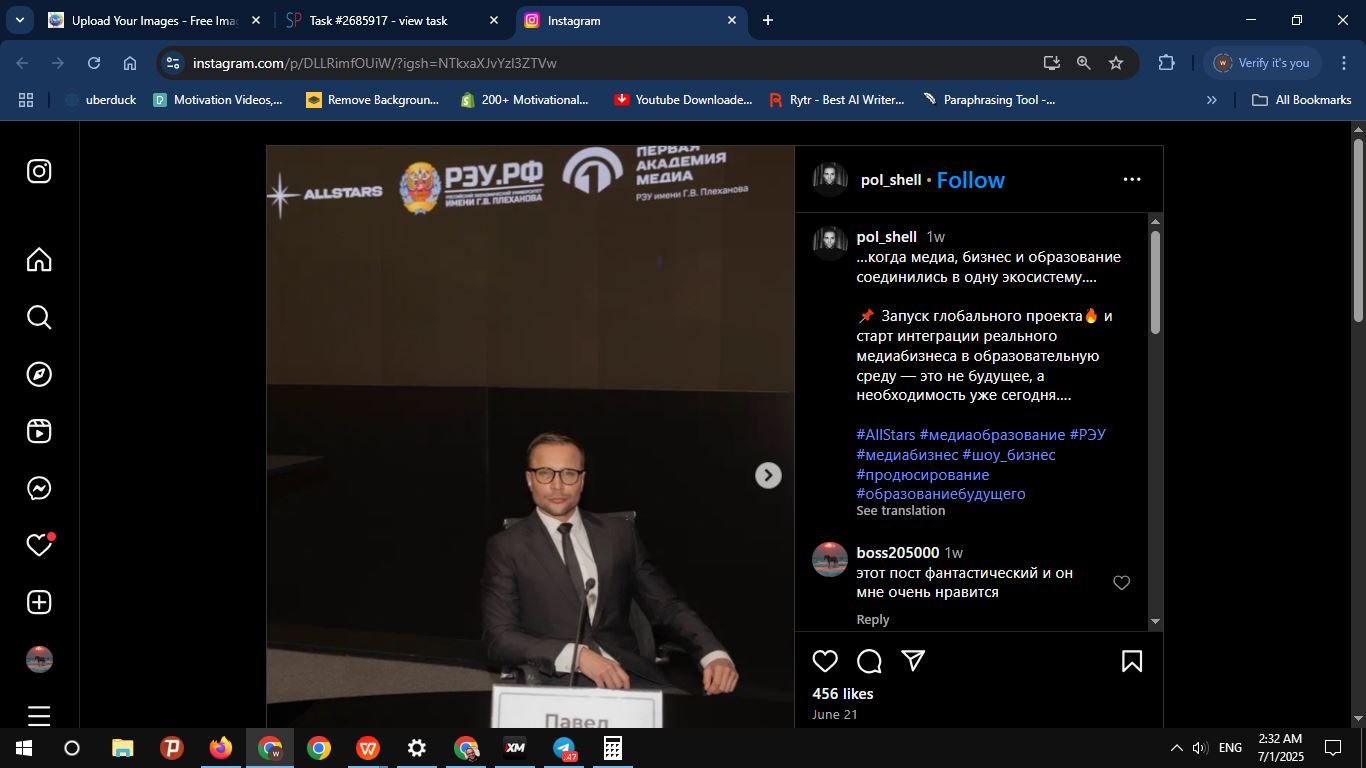 Upload Your Images - Free Imag
Task #2685917 - view task
Instagram
instagram.com/p/DLLRimfOUiW/?igsh=NTkxaXJvYzl3ZTVw
Verify it's you
uberduck
Motivation Videos,...
Remove Backgroun...
200+ Motivational...
Youtube Downloade...
Rytr - Best AI Writer...
Paraphrasing Tool -...
»
All Bookmarks
ALLSTARS
РЭУ.РФ
РОССИЙСКИЙ ЭКОНОМИЧЕСКИЙ УНИВЕРСИТЕТ
ИМЕНИ Г.В. ПЛЕХАНОВА
ПЕРВАЯ
АКАДЕМИЯ
МЕДИА
РЭУ имени Г.В. Плеханова
Павел
pol_shell • Follow
pol_shell 1w
...когда медиа, бизнес и образование
соединились в одну экосистему....
📌 Запуск глобального проекта🔥 и
старт интеграции реального
медиабизнеса в образовательную
среду — это не будущее, а
необходимость уже сегодня....
#AllStars #медиаобразование #РЭУ
#медиабизнес #шоу_бизнес
#продюсирование
#образованиебудущего
See translation
boss205000 1w
этот пост фантастический и он
мне очень нравится
Reply
456 likes
June 21
XM
47
ENG
2:32 AM
7/1/2025